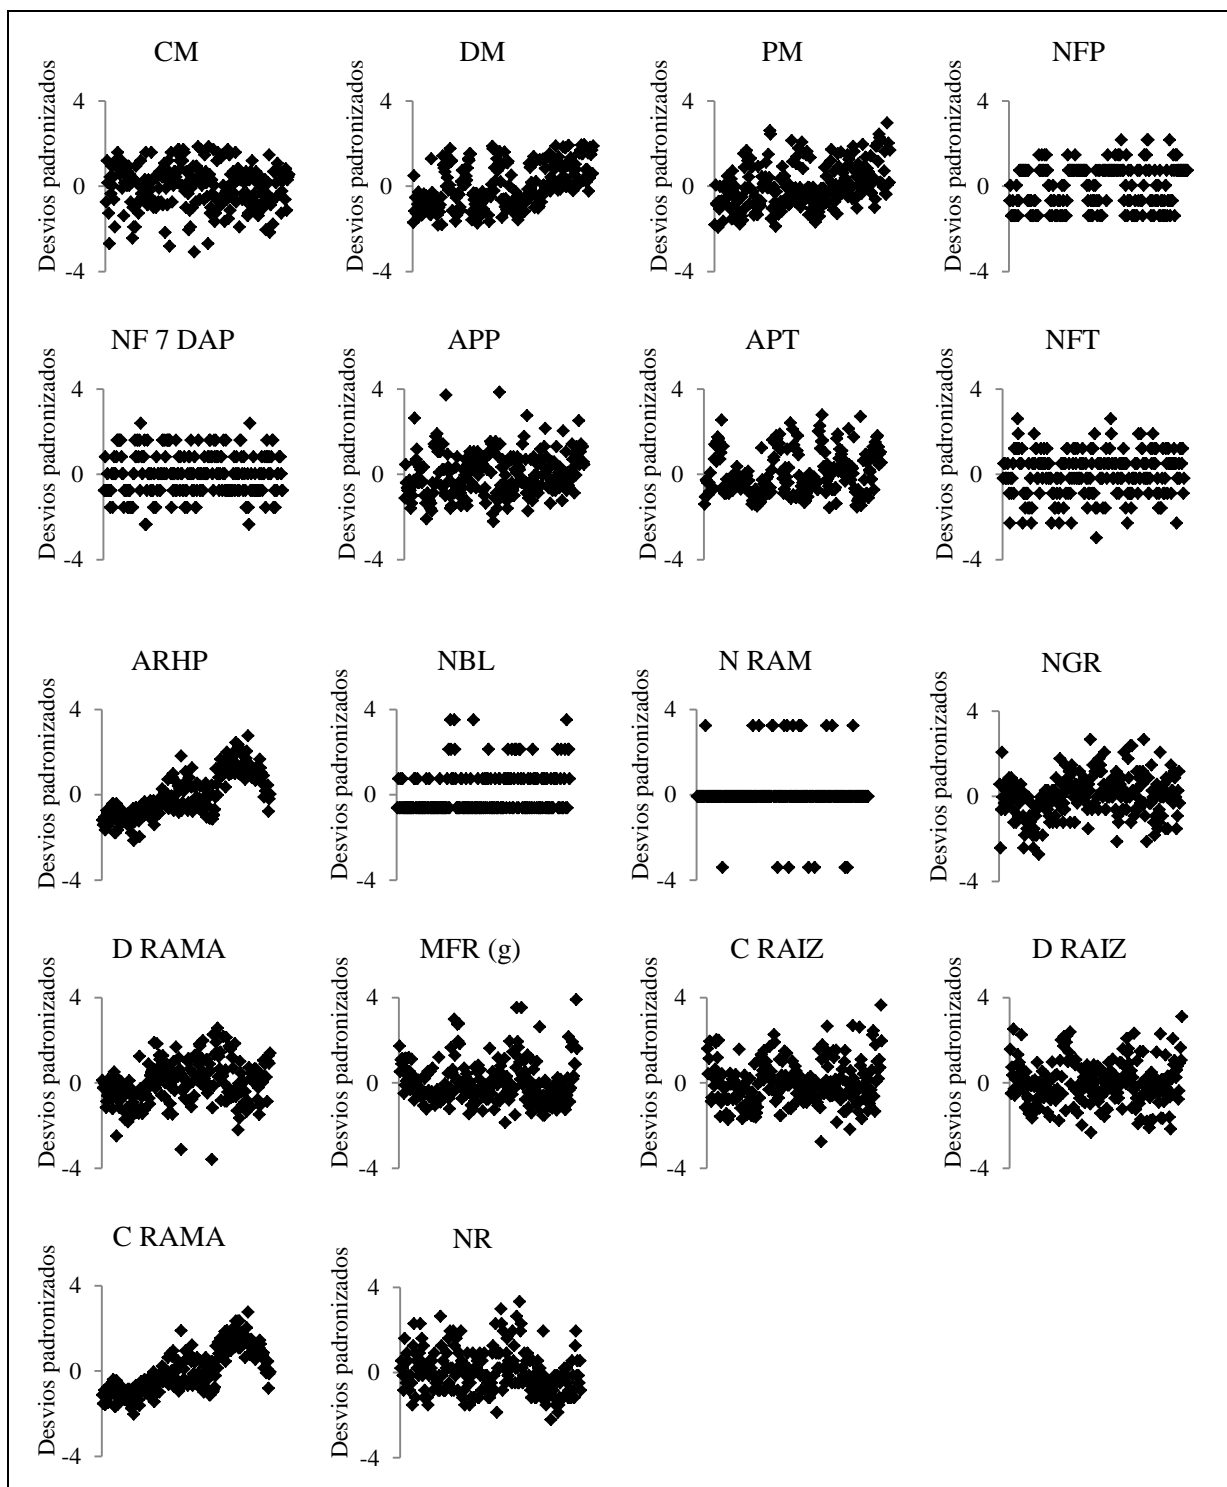 CM DM PM NFP
Desvios padronizados 4 0 -4 Desvios padronizados 4 0 -4 Desvios padronizados 4 0 -4 Desvios padronizados 4 0 -4
NF 7 DAP APP APT NFT
Desvios padronizados 4 0 -4 Desvios padronizados 4 0 -4 Desvios padronizados 4 0 -4 Desvios padronizados 4 0 -4
ARHP NBL N RAM NGR
Desvios padronizados 4 0 -4 Desvios padronizados 4 0 -4 Desvios padronizados 4 0 -4 Desvios padronizados 4 0 -4
D RAMA MFR (g) C RAIZ D RAIZ
Desvios padronizados 4 0 -4 Desvios padronizados 4 0 -4 Desvios padronizados 4 0 -4 Desvios padronizados 4 0 -4
C RAMA NR
Desvios padronizados 4 0 -4 Desvios padronizados 4 0 -4